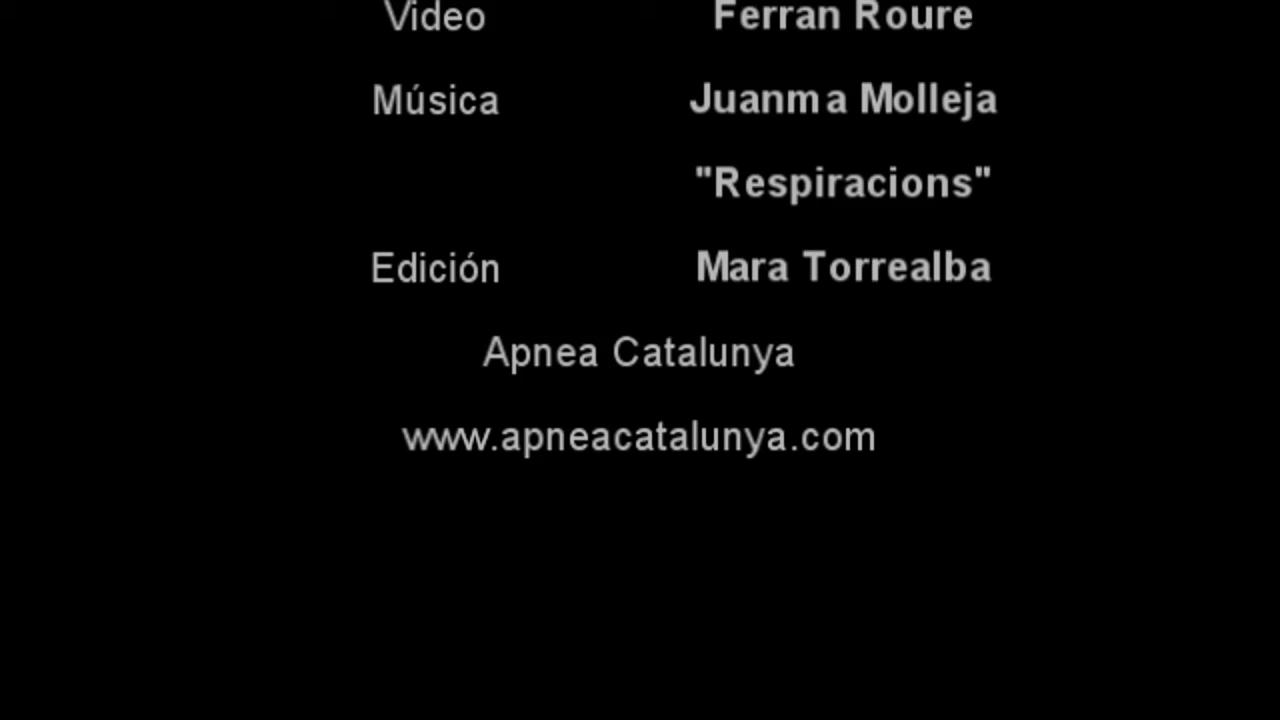 Video Ferran Roure
Música Juanma Molleja
"Respiracions"
Edición Mara Torrealba
Apnea Catalunya
www.apneacatalunya.com